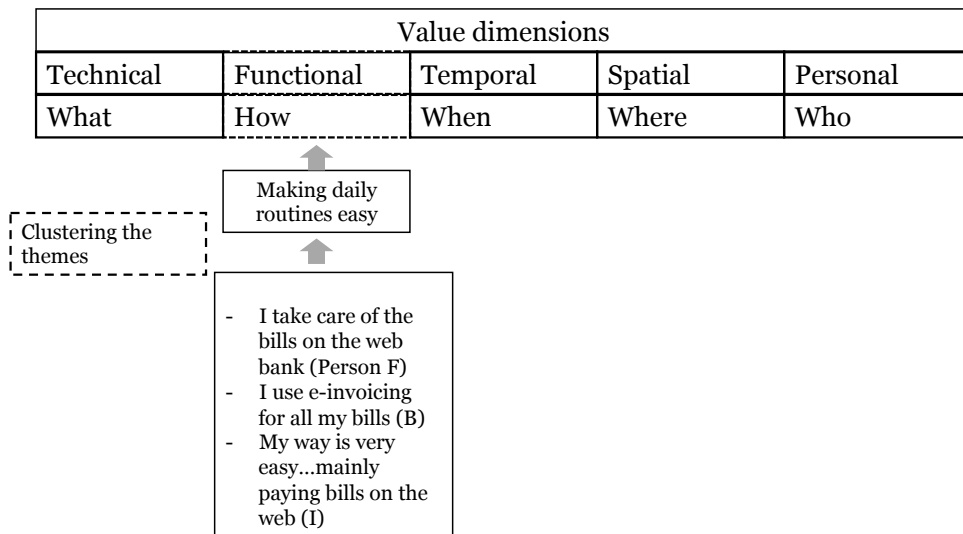 Value dimensions
Technical Functional Temporal Spatial Personal
What How When Where Who
Making daily
routines easy
Clustering the
themes
- I take care of the
bills on the web
bank (Person F)
- I use e-invoicing
for all my bills (B)
- My way is very
easy...mainly
paying bills on the
web (I)